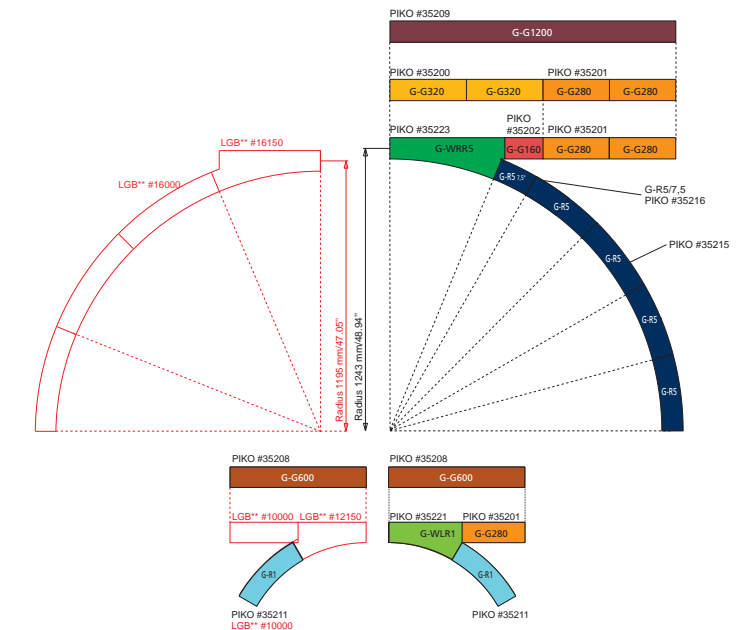 PIKO #35209
G-G1200
PIKO #35200
PIKO #35201
G-G320
G-G320
G-G280
G-G280
PIKO #35223
PIKO
#35202
PIKO #35201
G-WRR5
G-G160
G-G280
G-G280
LGB** #16150
LGB** #16000
G-R5 7,5°
G-R5/7,5
PIKO #35216
G-R5
PIKO #35215
G-R5
G-R5
G-R5
Radius 1195 mm/47.05"
Radius 1243 mm/48.94"
PIKO #35208
G-G600
PIKO #35208
G-G600
LGB** #10000
LGB** #12150
PIKO #35221
PIKO #35201
G-WLR1
G-G280
G-R1
G-R1
PIKO #35211
LGB** #10000
PIKO #35211